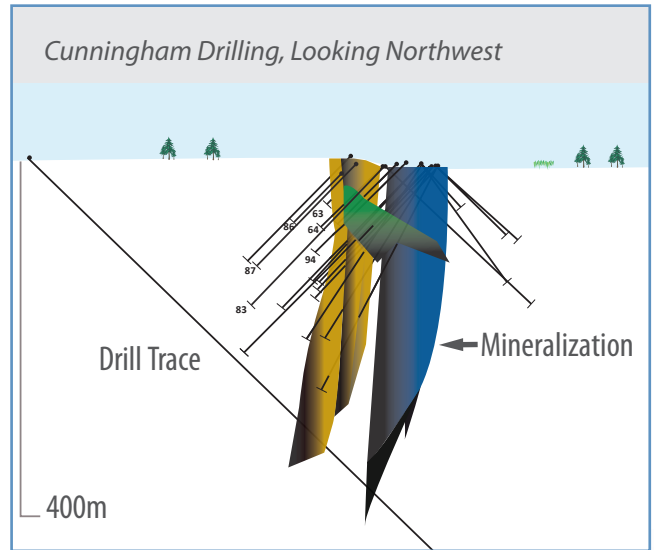 Cunningham Drilling, Looking Northwest
63
86
64
94
87
83
Drill Trace
Mineralization
400m